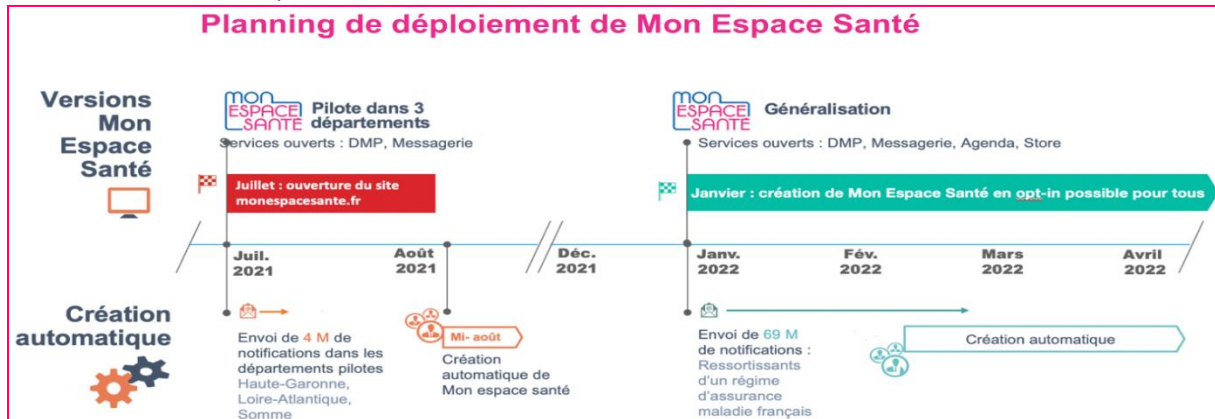 Planning de déploiement de Mon Espace Santé
Versions
Mon
Espace
Santé
MON
ESPACE
SANTE
Pilote dans 3
départements
Services ouverts : DMP, Messagerie
Juillet : ouverture du site
monespacesante.fr
MON
ESPACE
SANTE
Généralisation
Services ouverts : DMP, Messagerie, Agenda, Store
Janvier : création de Mon Espace Santé en opt-in possible pour tous
Juil.
2021
Août
2021
Déc.
2021
Janv.
2022
Fév.
2022
Mars
2022
Avril
2022
Création
automatique
Envoi de 4 M de
notifications dans les
départements pilotes
Haute-Garonne,
Loire-Atlantique,
Somme
Mi- août
Création
automatique de
Mon espace santé
Envoi de 69 M
de notifications :
Ressortissants
d'un régime
d'assurance
maladie français
Création automatique